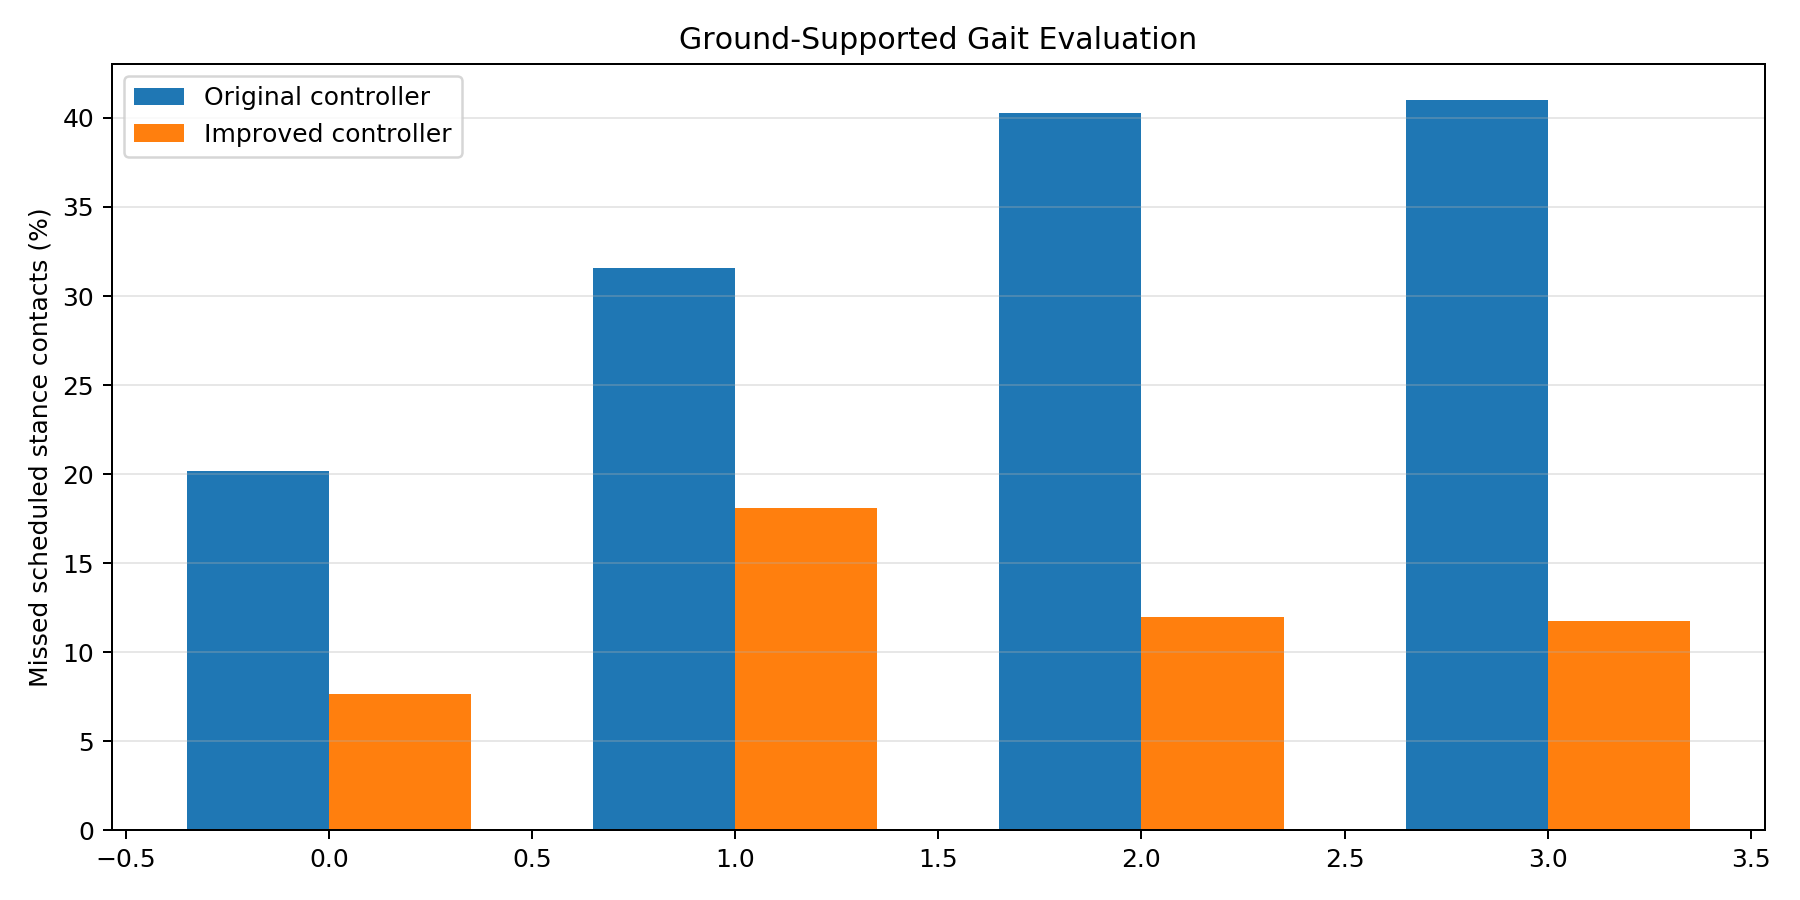 Ground-Supported Gait Evaluation
Original controller
Improved controller
Missed scheduled stance contacts (%)
40
35
30
25
20
15
10
5
0
−0.5 0.0 0.5 1.0 1.5 2.0 2.5 3.0 3.5